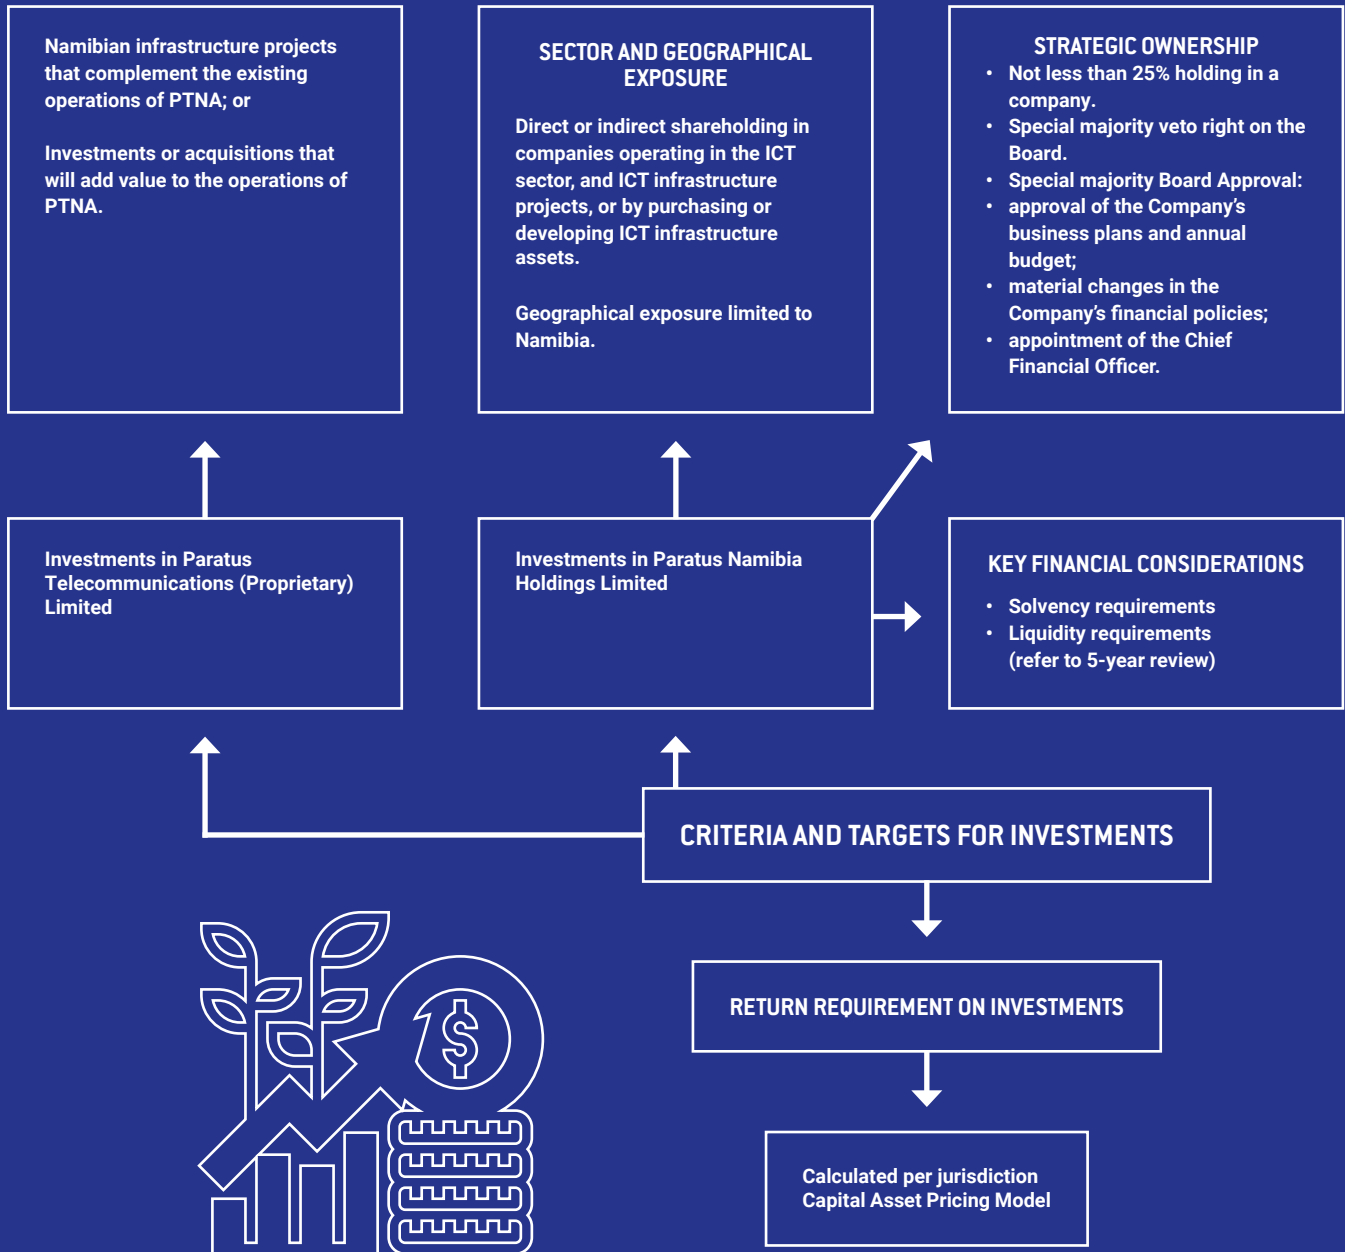 Namibian infrastructure projects
that complement the existing
operations of PTNA; or
Investments or acquisitions that
will add value to the operations of
PTNA.
SECTOR AND GEOGRAPHICAL
EXPOSURE
Direct or indirect shareholding in
companies operating in the ICT
sector, and ICT infrastructure
projects, or by purchasing or
developing ICT infrastructure
assets.
Geographical exposure limited to
Namibia.
STRATEGIC OWNERSHIP
• Not less than 25% holding in a
company.
• Special majority veto right on the
Board.
• Special majority Board Approval:
• approval of the Company’s
business plans and annual
budget;
• material changes in the
Company’s financial policies;
• appointment of the Chief
Financial Officer.
Investments in Paratus
Telecommunications (Proprietary)
Limited
Investments in Paratus Namibia
Holdings Limited
KEY FINANCIAL CONSIDERATIONS
• Solvency requirements
• Liquidity requirements
(refer to 5-year review)
CRITERIA AND TARGETS FOR INVESTMENTS
RETURN REQUIREMENT ON INVESTMENTS
Calculated per jurisdiction
Capital Asset Pricing Model
$